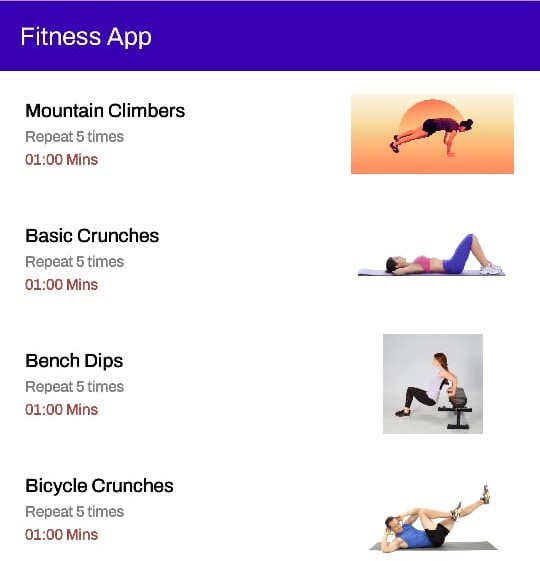 Fitness App
Mountain Climbers
Repeat 5 times
01:00 Mins
Basic Crunches
Repeat 5 times
01:00 Mins
Bench Dips
Repeat 5 times
01:00 Mins
Bicycle Crunches
Repeat 5 times
01:00 Mins